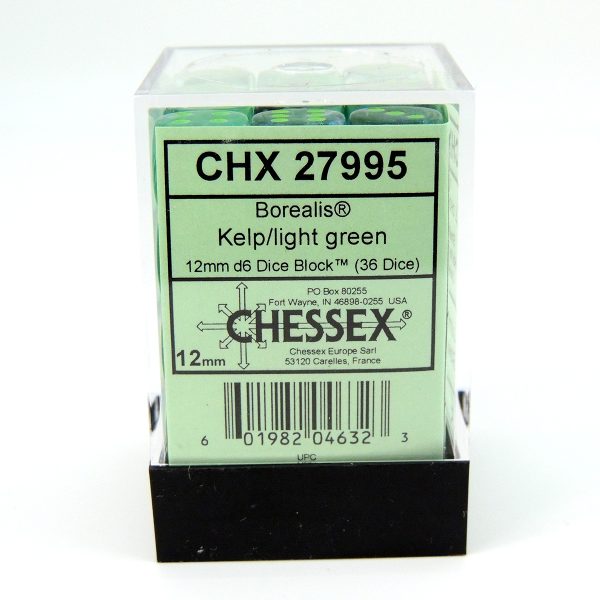 CHX 27995
Borealis®
Kelp/light green
12mm d6 Dice Block™ (36 Dice)
PO Box 80255
Fort Wayne, IN 46898-0255 USA
CHESSEX®
Chessex Europe Sarl
53120 Carelles, France
12mm
6 01982 04632 3
UPC